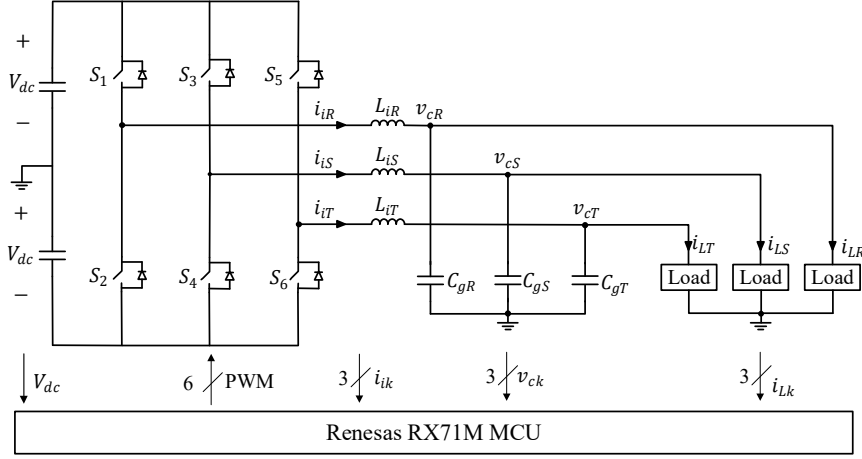 +
V_dc
−
+
V_dc
−
S_1
S_3
S_5
S_2
S_4
S_6
i_iR
L_iR
v_cR
i_iS
L_iS
v_cS
i_iT
L_iT
v_cT
C_gR
C_gS
C_gT
i_LT
i_LS
i_LR
Load
Load
Load
V_dc
6
PWM
3
i_ik
3
v_ck
3
i_Lk
Renesas RX71M MCU